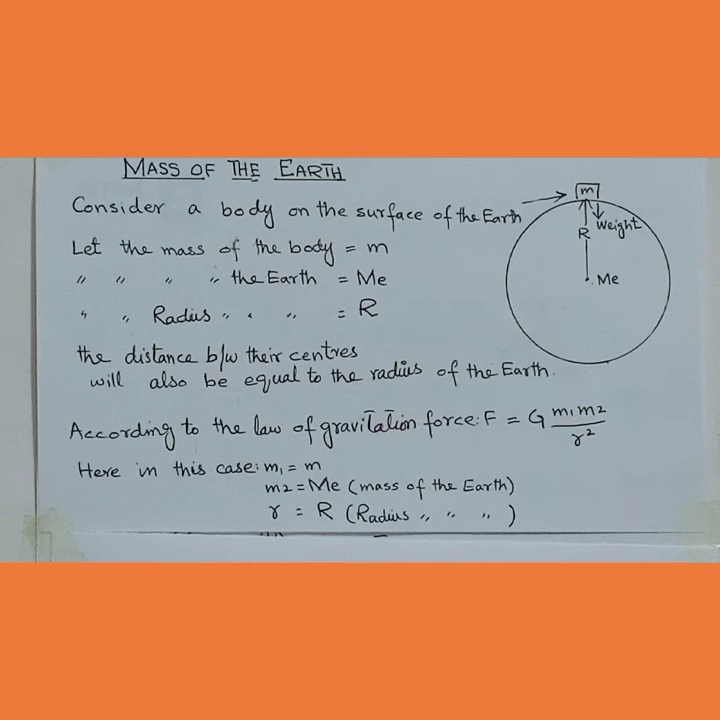 MASS OF THE EARTH
Consider a body on the surface of the Earth
Let the mass of the body = m
" " " " the Earth = Me
" " Radius " " " = R
the distance b/w their centres
will also be equal to the radius of the Earth.
According to the law of gravitation force: F = G m1m2/r²
Here in this case: m1 = m
m2 = Me (mass of the Earth)
r = R (Radius " " " )
m
R
Weight
Me